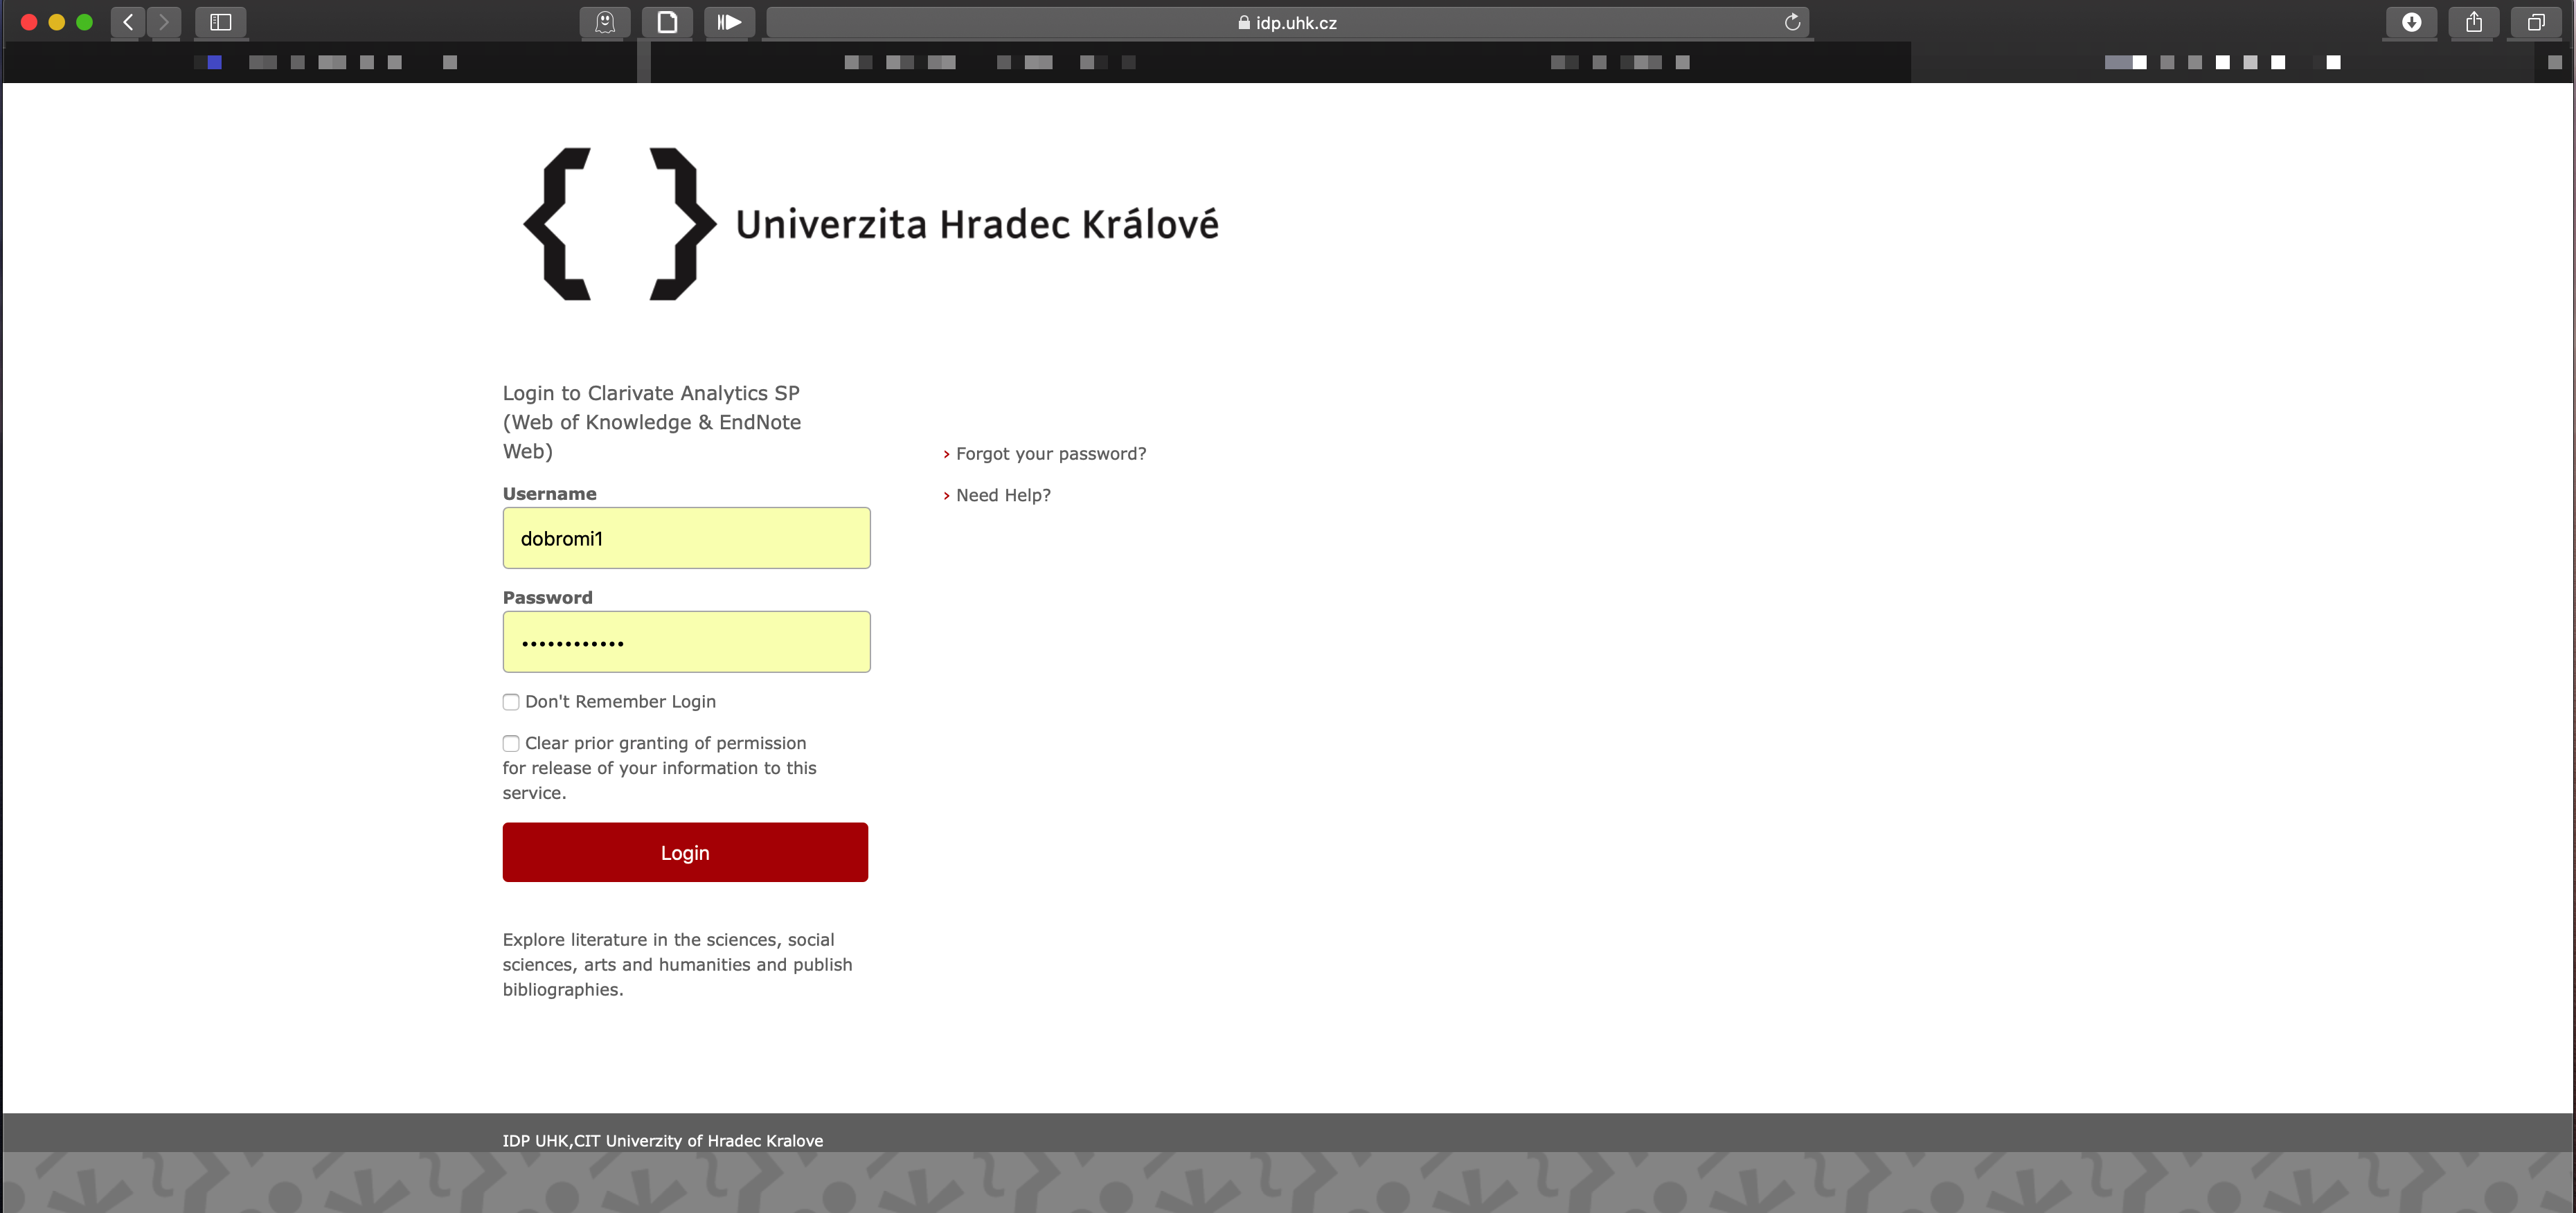 idp.uhk.cz
Univerzita Hradec Králové
Login to Clarivate Analytics SP
(Web of Knowledge & EndNote
Web)
› Forgot your password?
› Need Help?
Username
dobromi1
Password
••••••••••••
Don't Remember Login
Clear prior granting of permission
for release of your information to this
service.
Login
Explore literature in the sciences, social
sciences, arts and humanities and publish
bibliographies.
IDP UHK,CIT Univerzity of Hradec Kralove